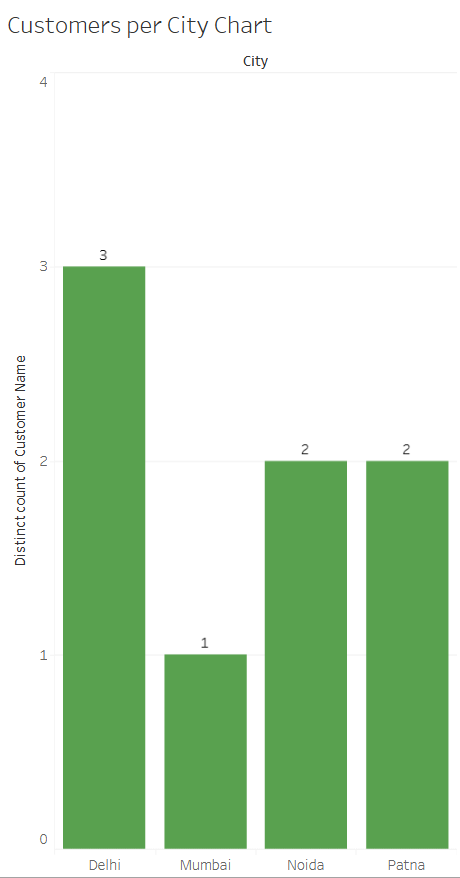 Customers per City Chart
City
4
3
3
Distinct count of Customer Name
2
2
2
1
1
0
Delhi
Mumbai
Noida
Patna